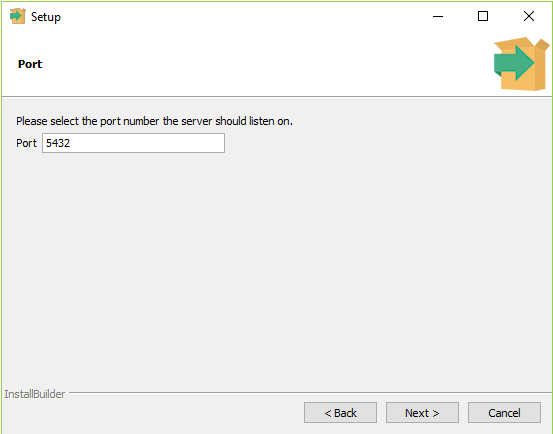 Setup
Port
Please select the port number the server should listen on.
Port 5432
InstallBuilder
< Back Next > Cancel